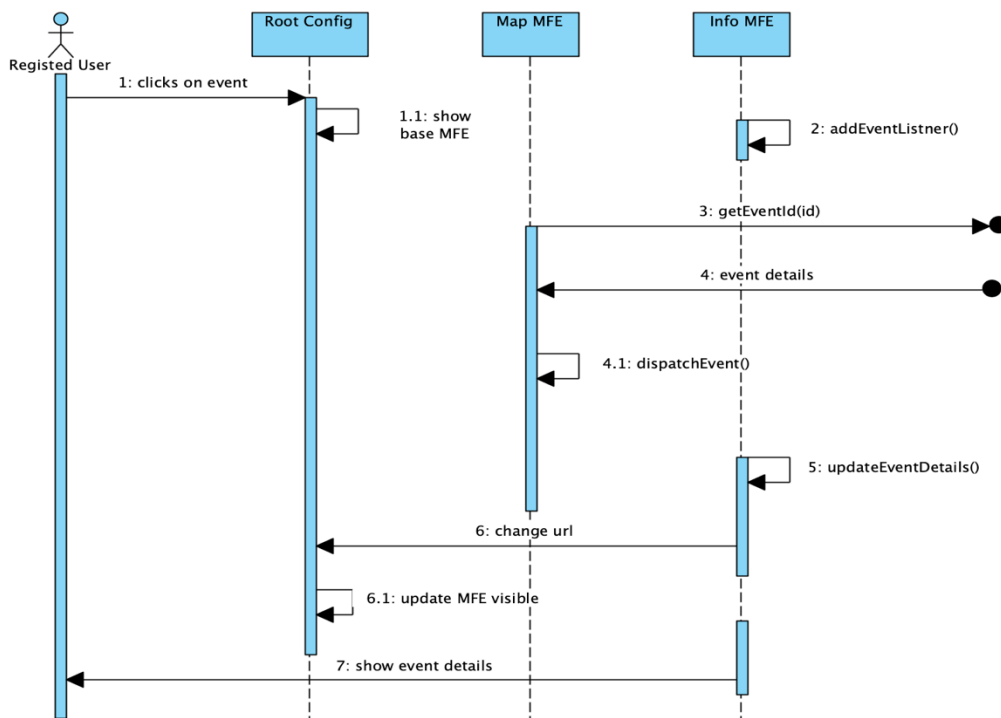 Root Config
Map MFE
Info MFE
Registed User
1: clicks on event
1.1: show
base MFE
2: addEventListner()
3: getEventId(id)
4: event details
4.1: dispatchEvent()
5: updateEventDetails()
6: change url
6.1: update MFE visible
7: show event details